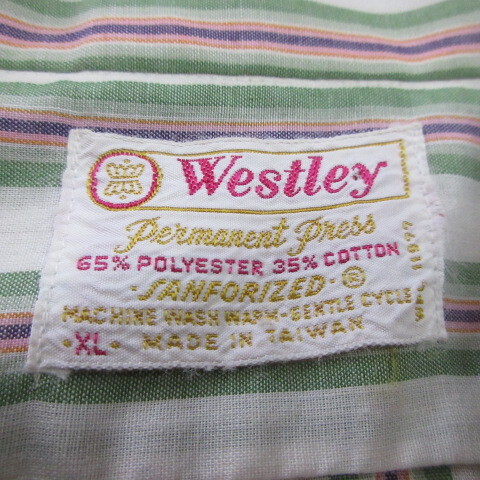 Westley
Permanent Press
65% POLYESTER 35% COTTON
·SANFORIZED·®
MACHINE WASH WARM-GENTLE CYCLE
·XL· · MADE IN TAIWAN